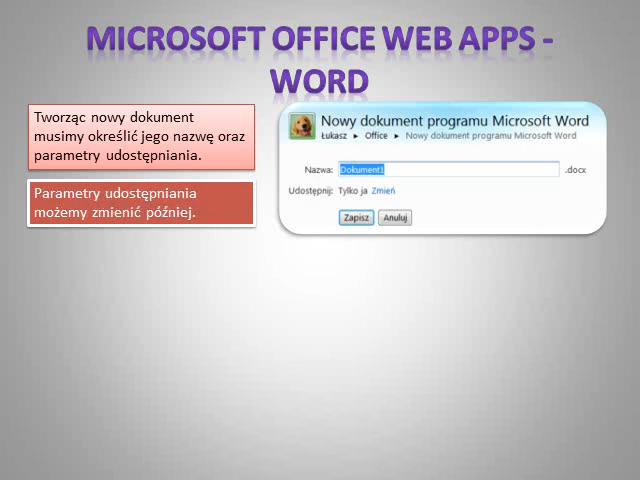 MICROSOFT OFFICE WEB APPS -
WORD
Tworząc nowy dokument
musimy określić jego nazwę oraz
parametry udostępniania.
Parametry udostępniania
możemy zmienić później.
Nowy dokument programu Microsoft Word
Łukasz ► Office ► Nowy dokument programu Microsoft Word
Nazwa: Dokument1 .docx
Udostępnij: Tylko ja Zmień
Zapisz Anuluj